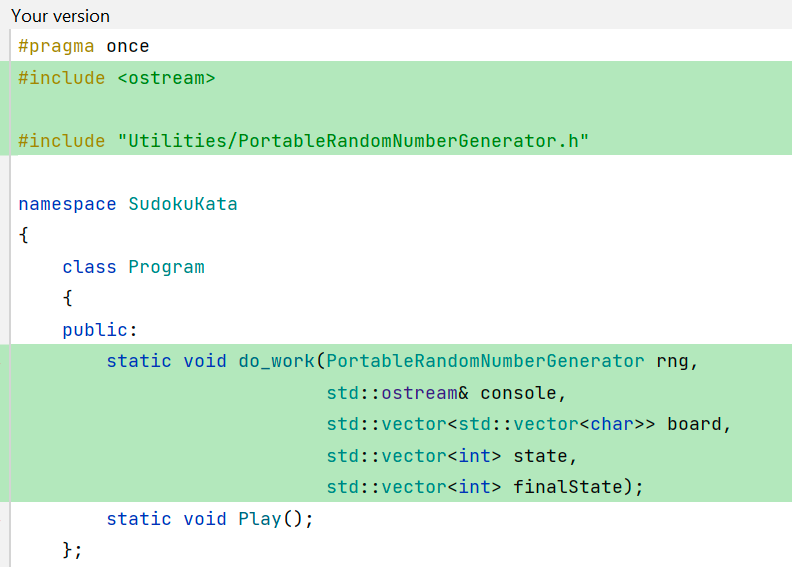 Your version
#pragma once
#include <ostream>
#include "Utilities/PortableRandomNumberGenerator.h"
namespace SudokuKata
{
    class Program
    {
    public:
        static void do_work(PortableRandomNumberGenerator rng,
                            std::ostream& console,
                            std::vector<std::vector<char>> board,
                            std::vector<int> state,
                            std::vector<int> finalState);
        static void Play();
    };